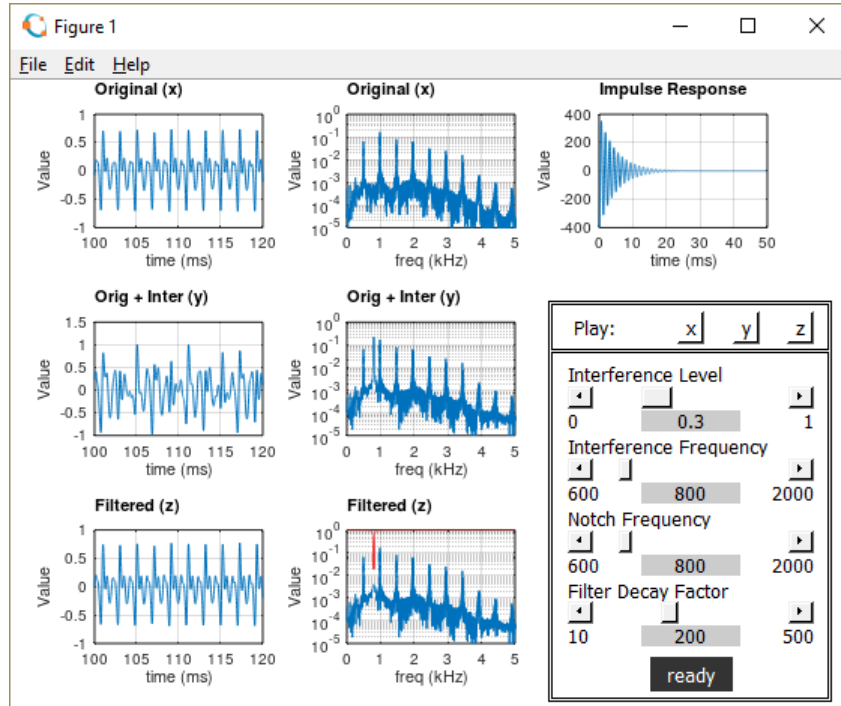 Figure 1
File Edit Help
Original (x)
Value
1
0.5
0
-0.5
-1
100 105 110 115 120
time (ms)
Original (x)
Value
10^0
10^-1
10^-2
10^-3
10^-4
10^-5
0 1 2 3 4 5
freq (kHz)
Impulse Response
Value
400
200
0
-200
-400
0 10 20 30 40 50
time (ms)
Orig + Inter (y)
Value
1.5
1
0.5
0
-0.5
-1
100 105 110 115 120
time (ms)
Orig + Inter (y)
Value
10^0
10^-1
10^-2
10^-3
10^-4
10^-5
0 1 2 3 4 5
freq (kHz)
Filtered (z)
Value
1
0.5
0
-0.5
-1
100 105 110 115 120
time (ms)
Filtered (z)
Value
10^0
10^-1
10^-2
10^-3
10^-4
10^-5
0 1 2 3 4 5
freq (kHz)
Play: x y z
Interference Level
0 0.3 1
Interference Frequency
600 800 2000
Notch Frequency
600 800 2000
Filter Decay Factor
10 200 500
ready